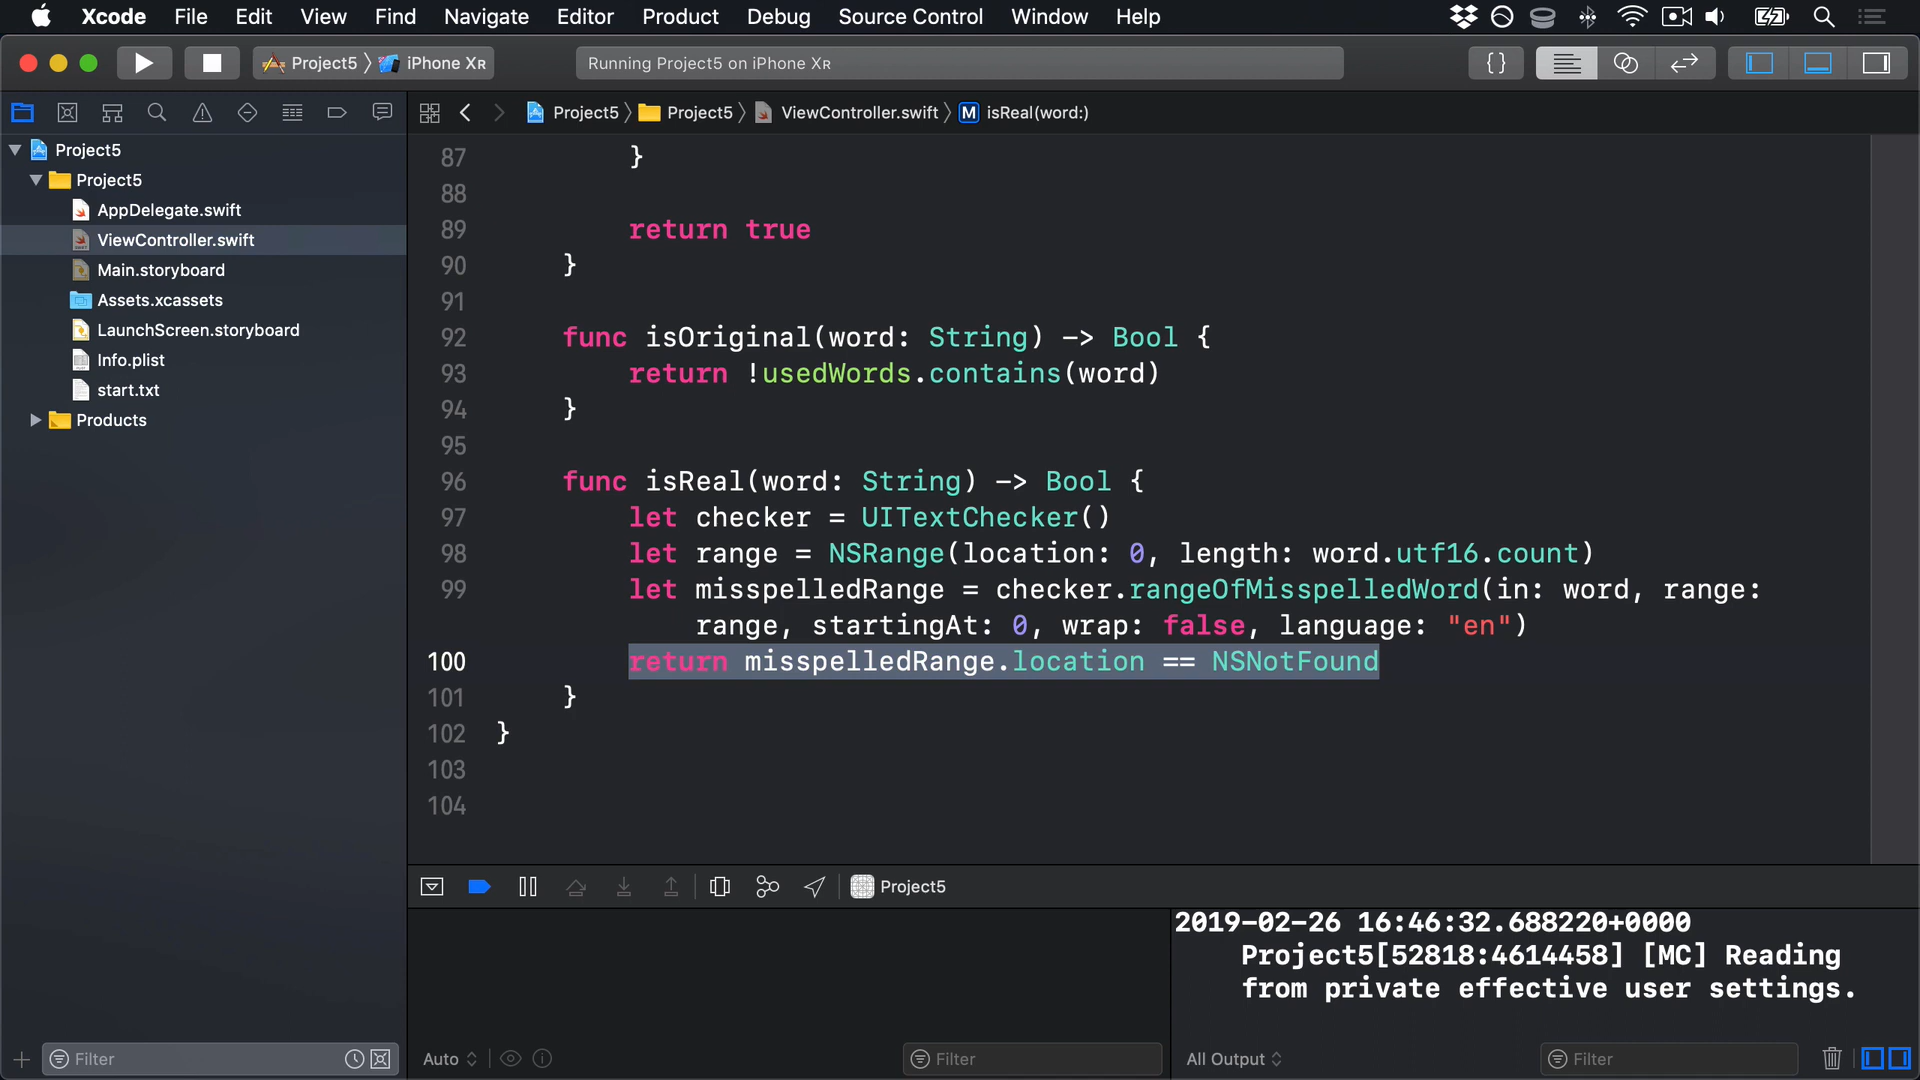 Xcode File Edit View Find Navigate Editor Product Debug Source Control Window Help
Project5 iPhone XR
Running Project5 on iPhone XR
{}
Project5 Project5 ViewController.swift M isReal(word:)
Project5
Project5
AppDelegate.swift
ViewController.swift
Main.storyboard
Assets.xcassets
LaunchScreen.storyboard
Info.plist
start.txt
Products
87 }
88
89 return true
90 }
91
92 func isOriginal(word: String) -> Bool {
93 return !usedWords.contains(word)
94 }
95
96 func isReal(word: String) -> Bool {
97 let checker = UITextChecker()
98 let range = NSRange(location: 0, length: word.utf16.count)
99 let misspelledRange = checker.rangeOfMisspelledWord(in: word, range:
range, startingAt: 0, wrap: false, language: "en")
100 return misspelledRange.location == NSNotFound
101 }
102 }
103
104
Project5
2019-02-26 16:46:32.688220+0000
Project5[52818:4614458] [MC] Reading
from private effective user settings.
Filter
Auto
Filter
All Output
Filter